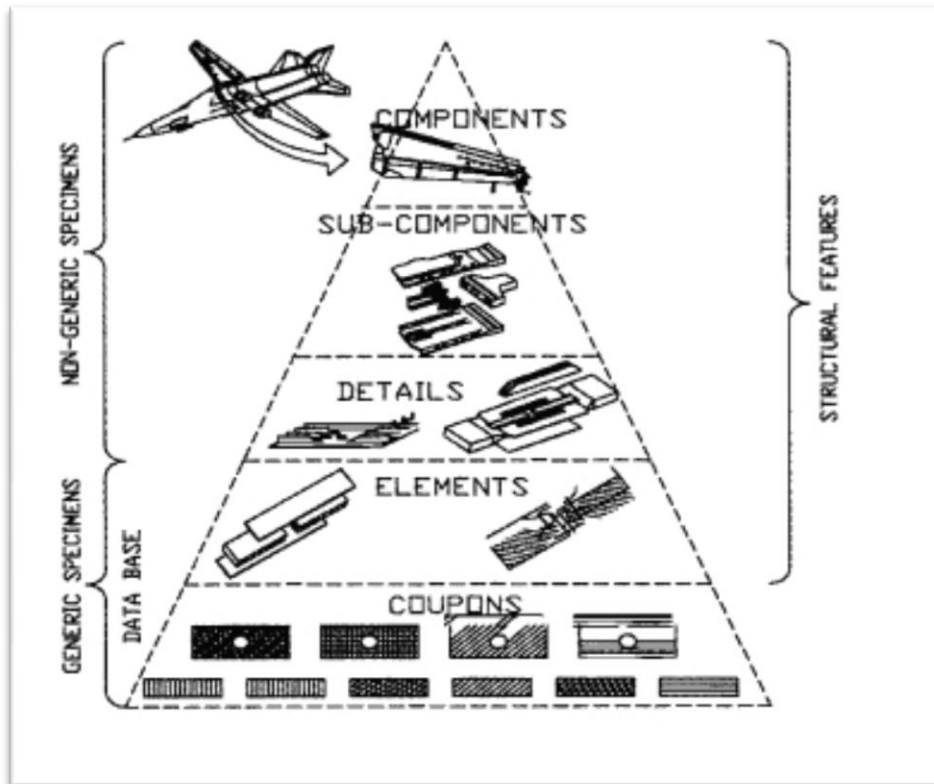 COMPONENTS
SUB-COMPONENTS
DETAILS
ELEMENTS
COUPONS
NON-GENERIC SPECIMENS
GENERIC SPECIMENS
DATA BASE
STRUCTURAL FEATURES